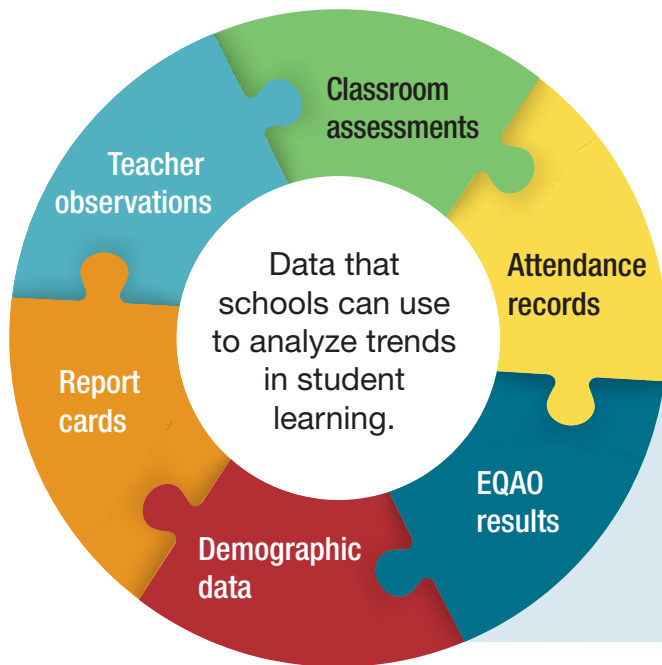 Classroom
assessments
Attendance
records
EQAO
results
Demographic
data
Report
cards
Teacher
observations
Data that
schools can use
to analyze trends
in student
learning.